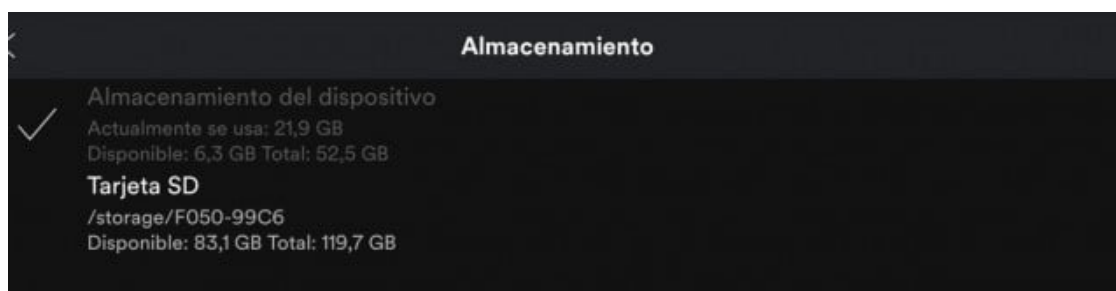 Almacenamiento
Almacenamiento del dispositivo
Actualmente se usa: 21,9 GB
Disponible: 6,3 GB Total: 52,5 GB
Tarjeta SD
/storage/F050-99C6
Disponible: 83,1 GB Total: 119,7 GB